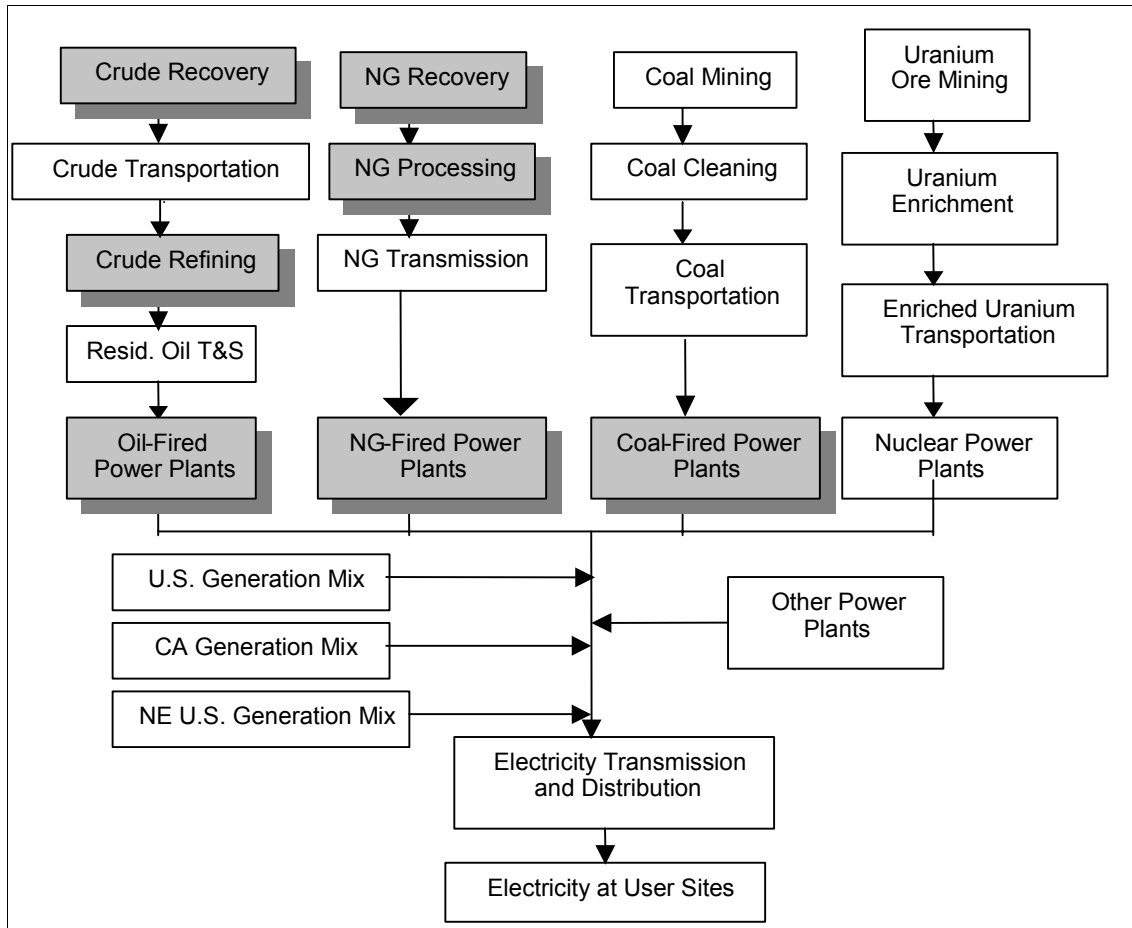 Crude Recovery
NG Recovery
Coal Mining
Uranium
Ore Mining
Crude Transportation
NG Processing
Coal Cleaning
Uranium
Enrichment
Crude Refining
NG Transmission
Coal
Transportation
Enriched Uranium
Transportation
Resid. Oil T&S
Oil-Fired
Power Plants
NG-Fired Power
Plants
Coal-Fired Power
Plants
Nuclear Power
Plants
U.S. Generation Mix
Other Power
Plants
CA Generation Mix
NE U.S. Generation Mix
Electricity Transmission
and Distribution
Electricity at User Sites